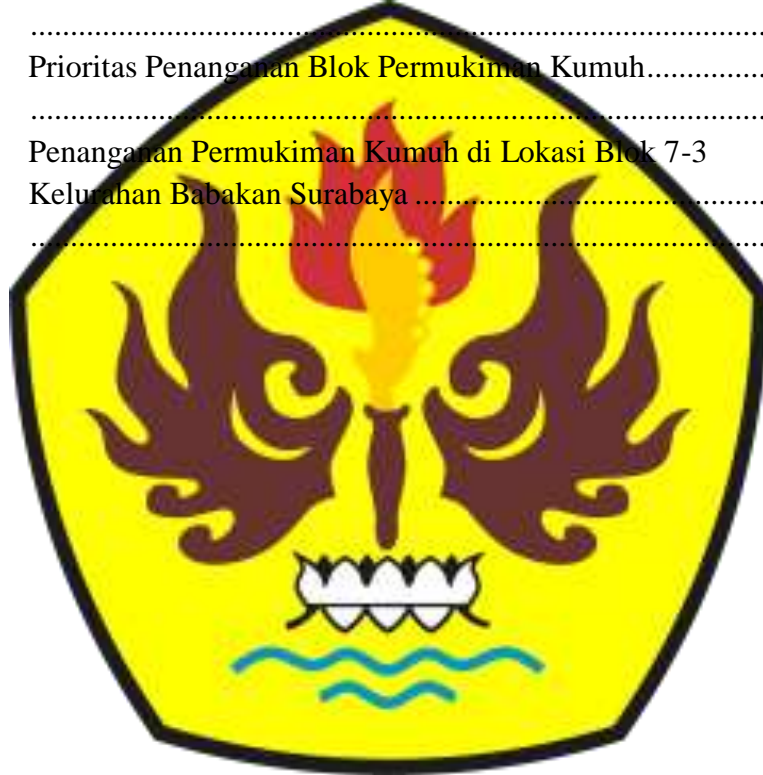 ........................................................................................
Prioritas Penanganan Blok Permukiman Kumuh..............
........................................................................................
Penanganan Permukiman Kumuh di Lokasi Blok 7-3
Kelurahan Babakan Surabaya ..........................................
........................................................................................